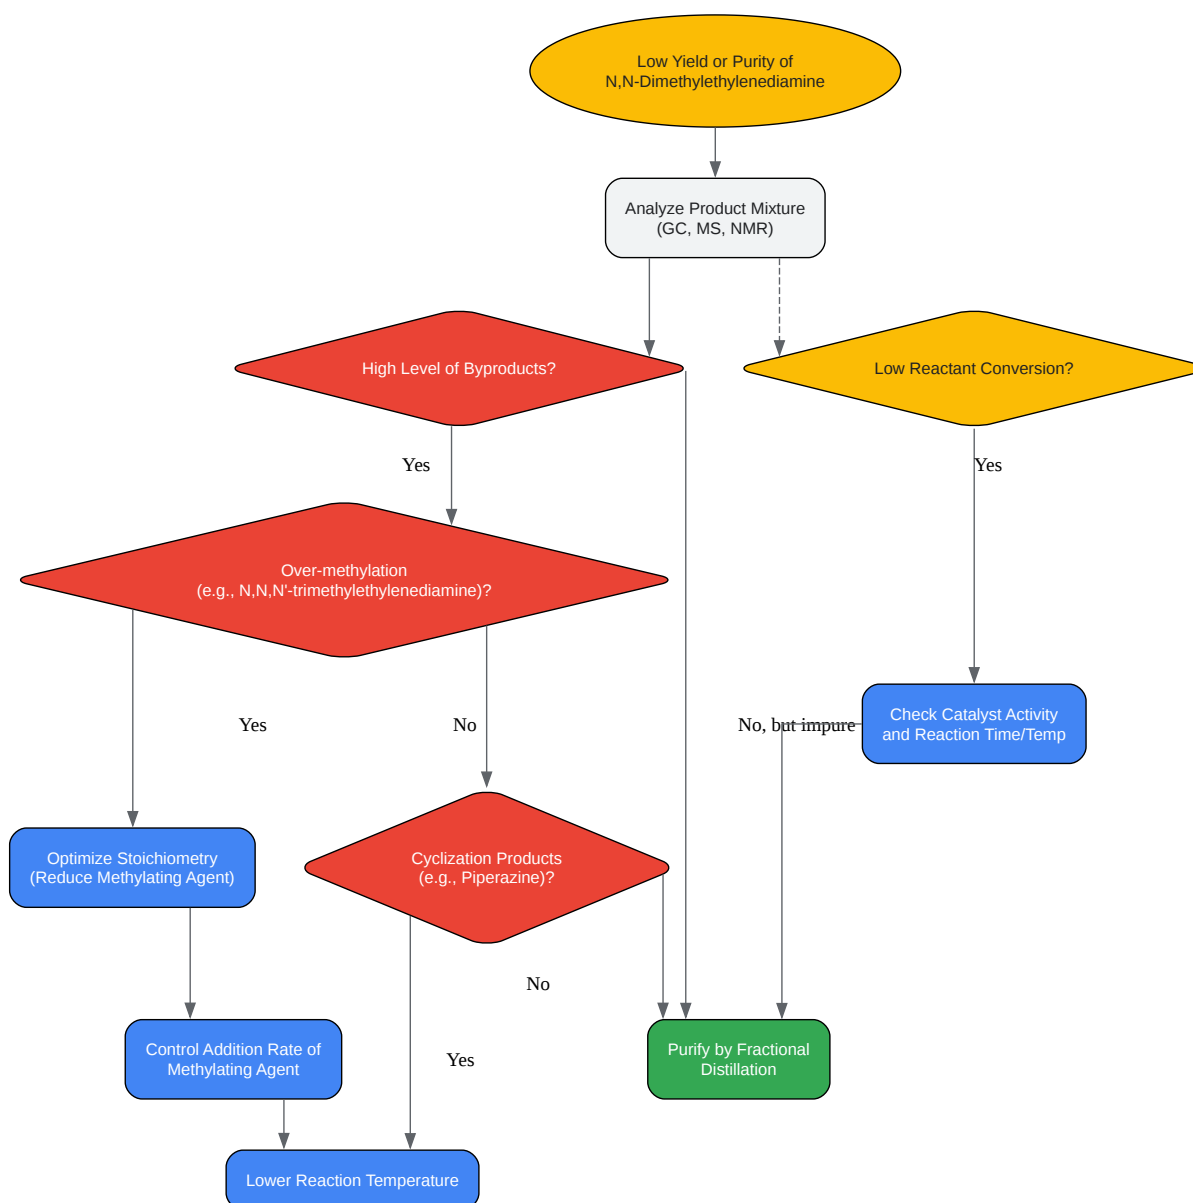 Low Yield or Purity of
N,N-Dimethylethylenediamine
Analyze Product Mixture
(GC, MS, NMR)
High Level of Byproducts?
Low Reactant Conversion?
Yes
Yes
Over-methylation
(e.g., N,N,N'-trimethylethylenediamine)?
Yes
No
No, but impure
Check Catalyst Activity
and Reaction Time/Temp
Optimize Stoichiometry
(Reduce Methylating Agent)
Cyclization Products
(e.g., Piperazine)?
No
Control Addition Rate of
Methylating Agent
Yes
Purify by Fractional
Distillation
Lower Reaction Temperature